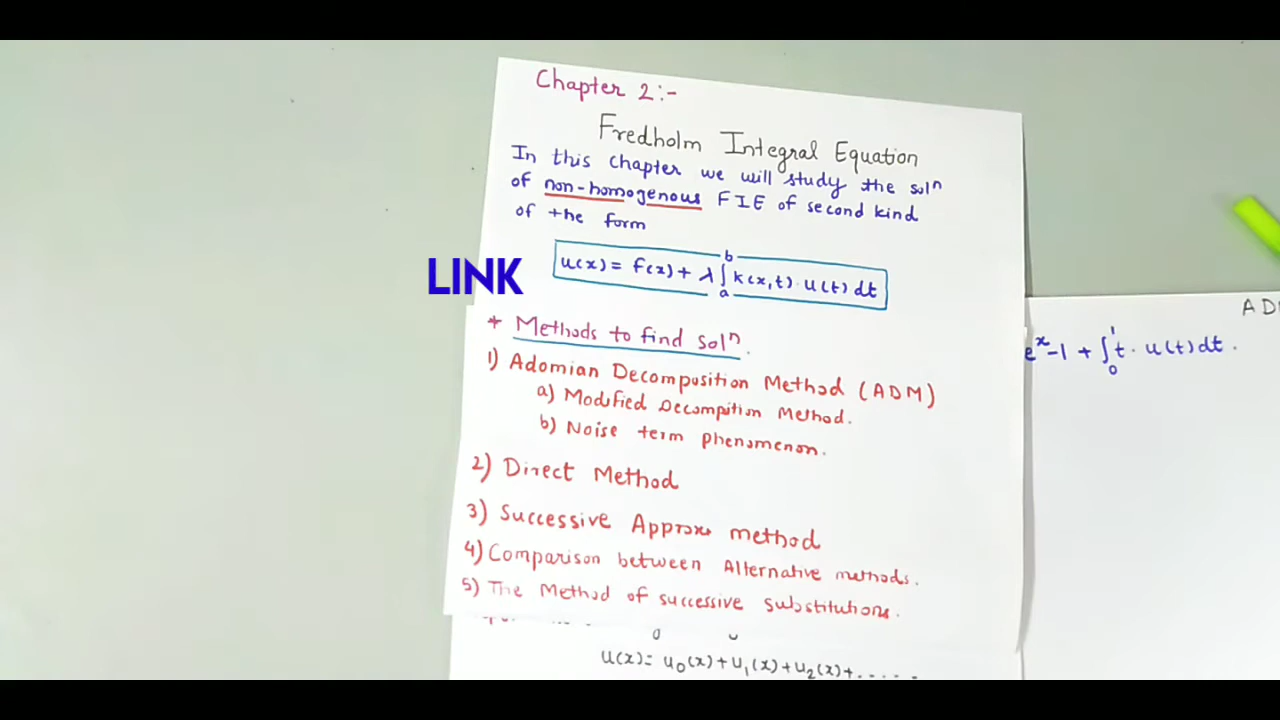 Chapter 2:-
Fredholm Integral Equation
In this chapter we will study the solⁿ
of non-homogenous FIE of second kind
of the form
u(x) = f(x) + λ ∫ₐᵇ k(x,t) · u(t) dt
LINK
* Methods to find solⁿ.
1) Adomian Decomposition Method (ADM)
a) Modified Decompition Method.
b) Noise term phenomenon.
2) Direct Method
3) Successive Approx method
4) Comparison between Alternative methods.
5) The Method of successive substitutions.
u(x) = u₀(x) + u₁(x) + u₂(x) + ......
eˣ - 1 + ∫₀¹ t · u(t) dt.